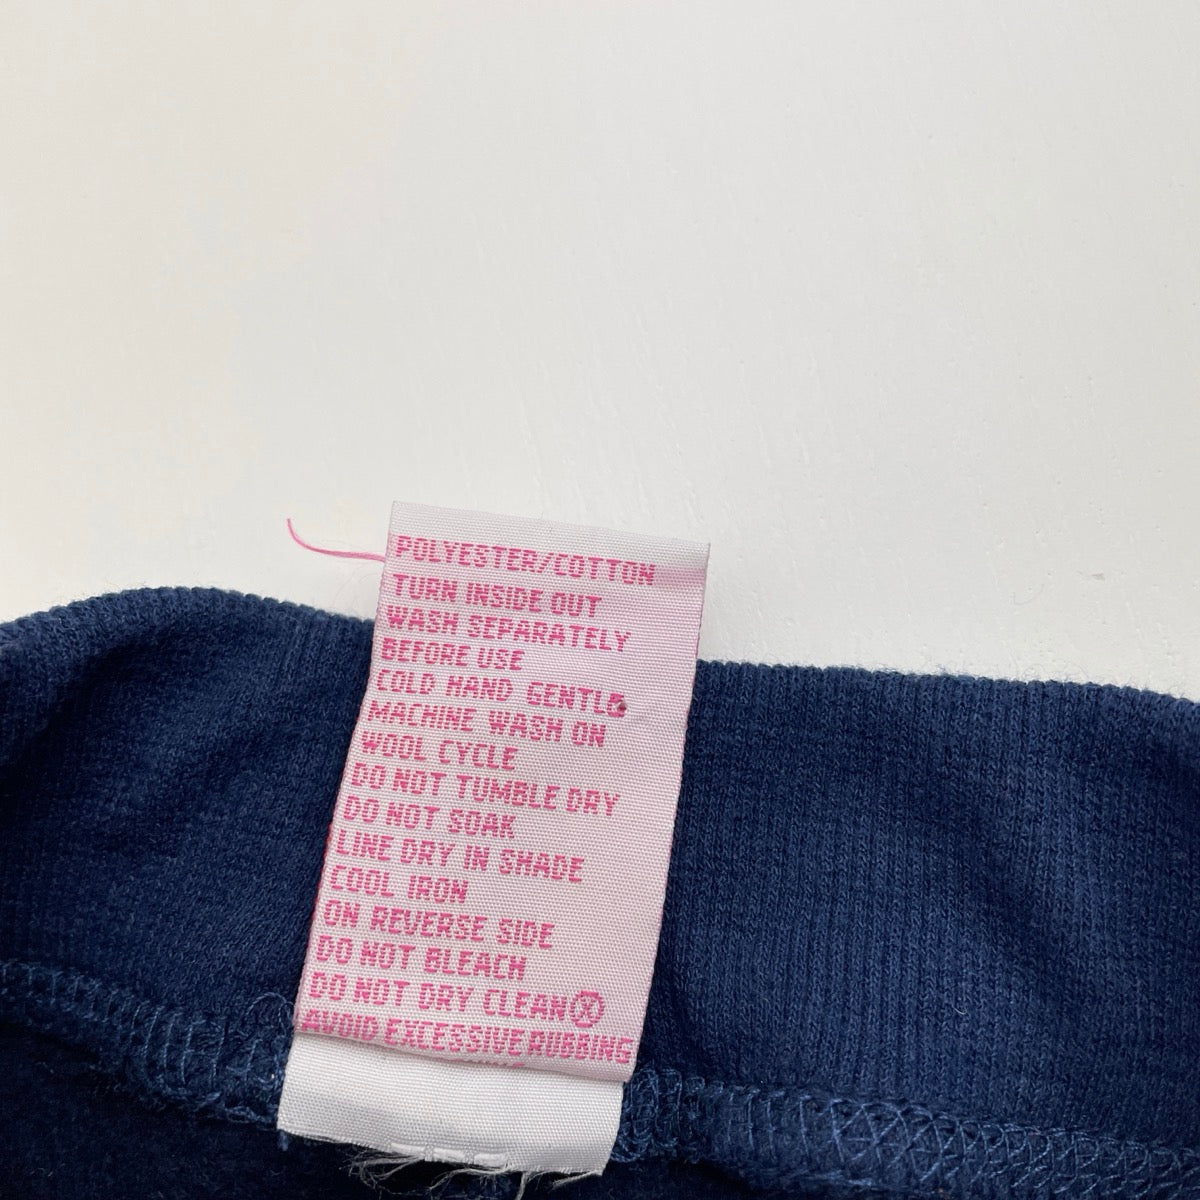 POLYESTER/COTTON
TURN INSIDE OUT
WASH SEPARATELY
BEFORE USE
COLD HAND GENTLE
MACHINE WASH ON
WOOL CYCLE
DO NOT TUMBLE DRY
DO NOT SOAK
LINE DRY IN SHADE
COOL IRON
ON REVERSE SIDE
DO NOT BLEACH
DO NOT DRY CLEAN Ⓧ
AVOID EXCESSIVE RUBBING